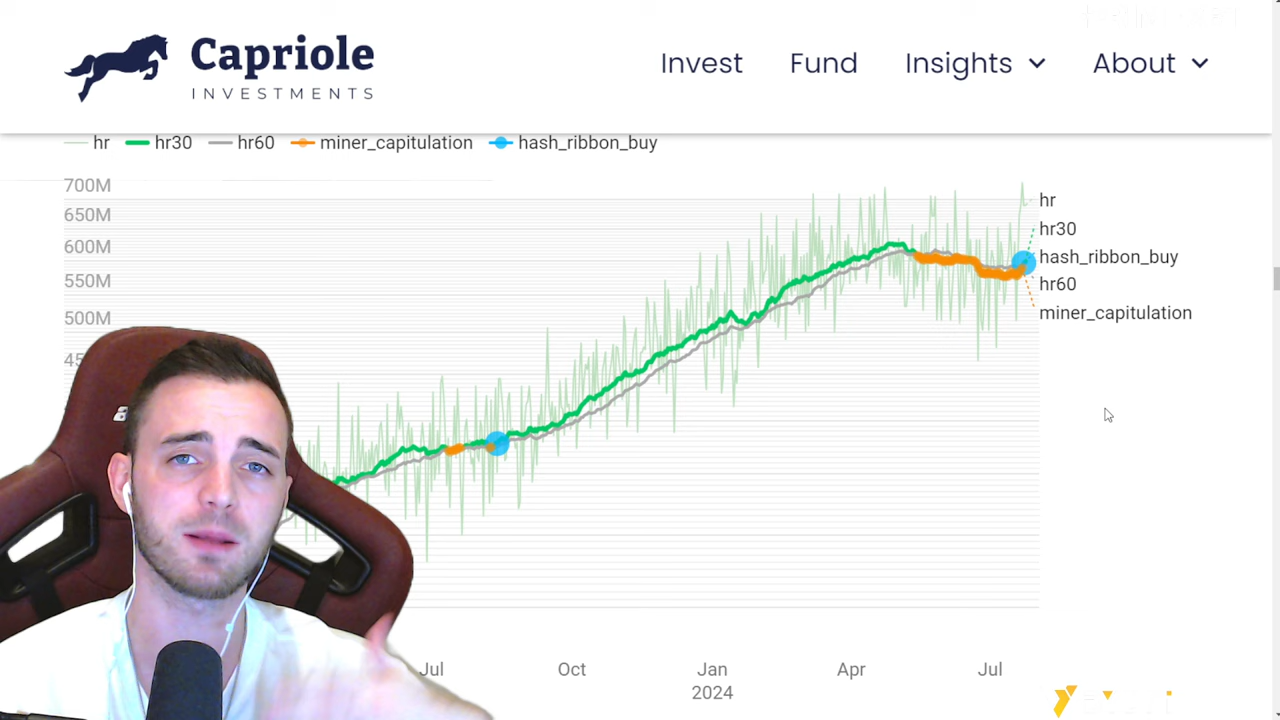 Capriole
INVESTMENTS
Invest Fund Insights About
hr hr30 hr60 miner_capitulation hash_ribbon_buy
700M
650M
600M
550M
500M
hr
hr30
hash_ribbon_buy
hr60
miner_capitulation
Jul Oct Jan Apr Jul
2024